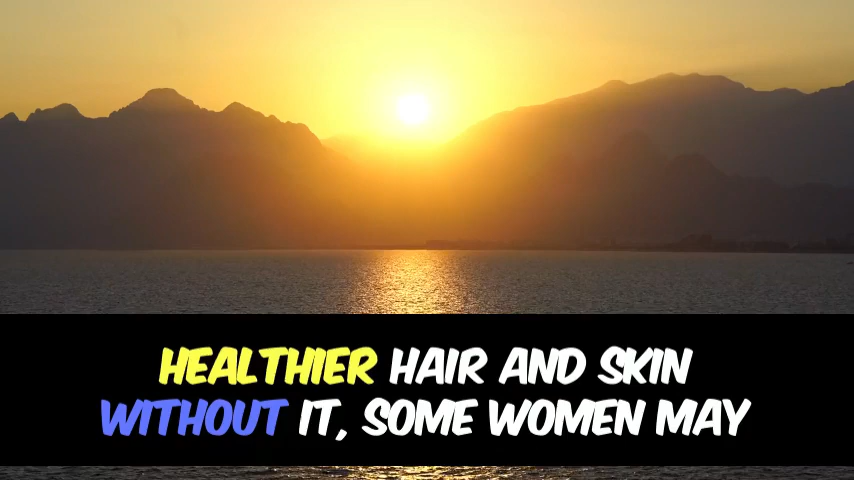 HEALTHIER HAIR AND SKIN
WITHOUT IT, SOME WOMEN MAY